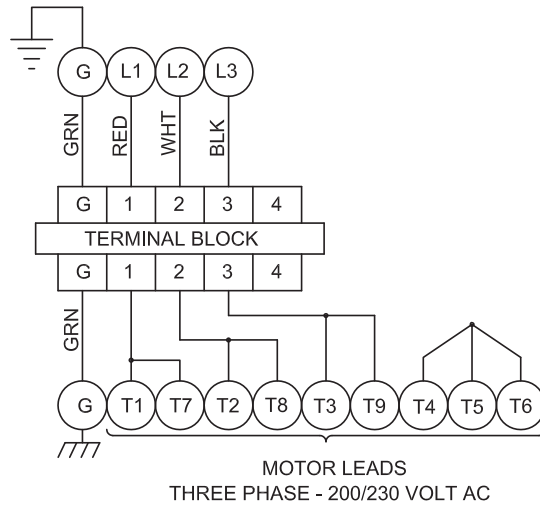 G L1 L2 L3
GRN RED WHT BLK
G 1 2 3 4
TERMINAL BLOCK
G 1 2 3 4
GRN
G T1 T7 T2 T8 T3 T9 T4 T5 T6
MOTOR LEADS
THREE PHASE - 200/230 VOLT AC